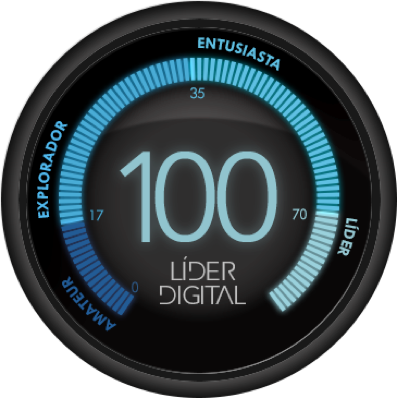 ENTUSIASTA
35
EXPLORADOR
100
17
70
LÍDER
LÍDER
DIGITAL
0
AMATEUR